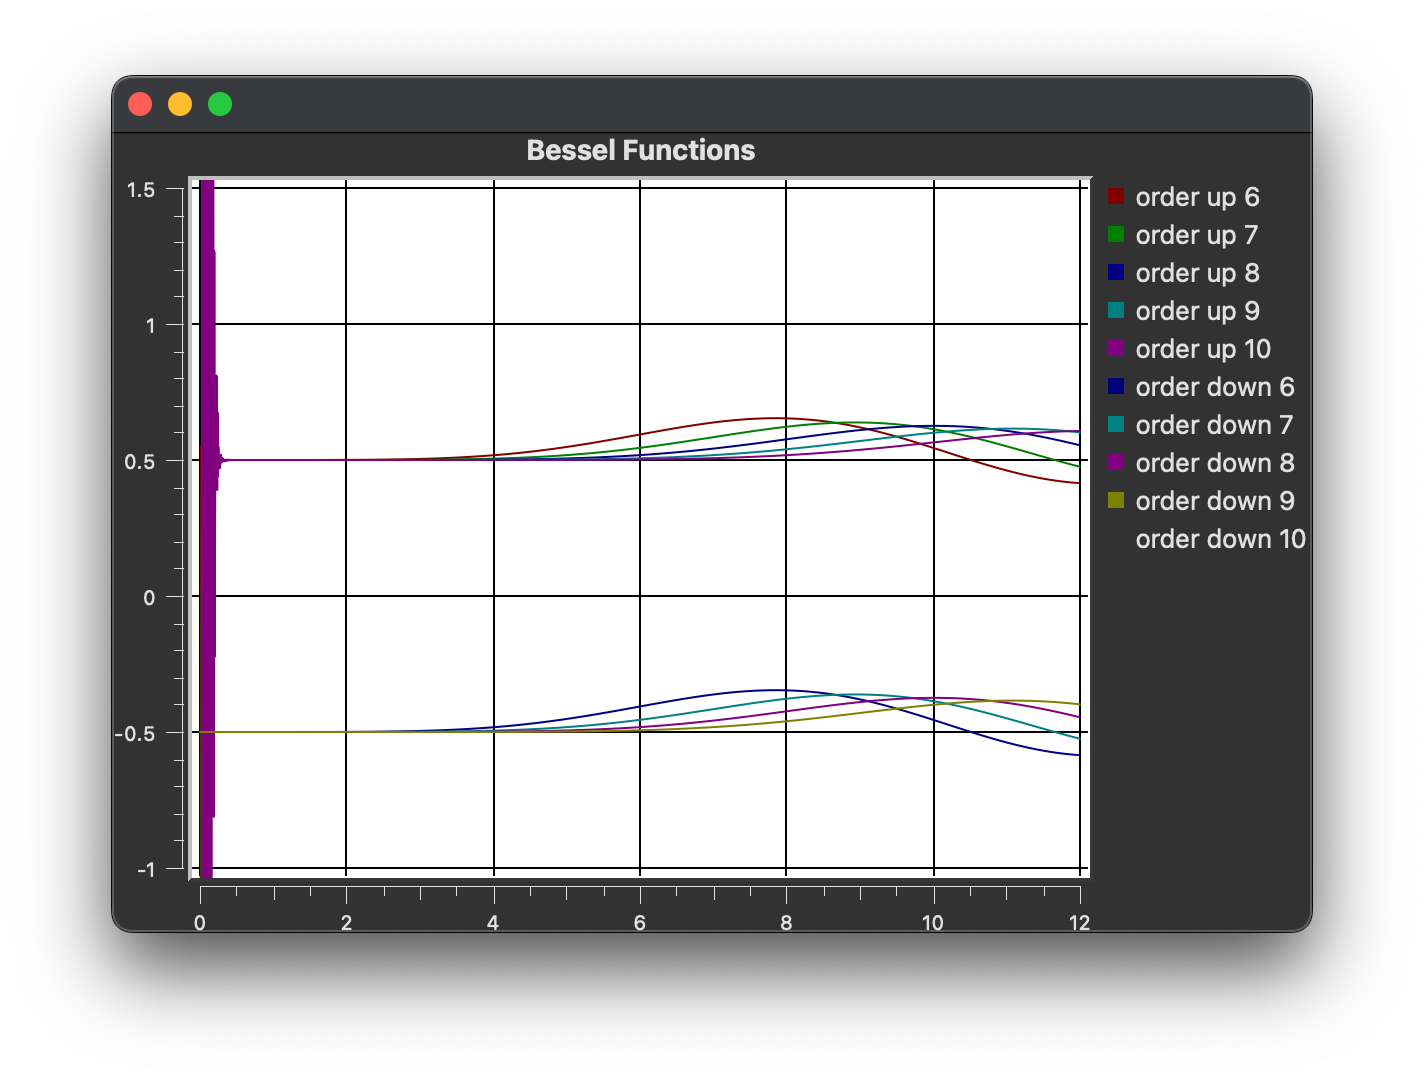 Bessel Functions
1.5
1
0.5
0
-0.5
-1
0 2 4 6 8 10 12
order up 6
order up 7
order up 8
order up 9
order up 10
order down 6
order down 7
order down 8
order down 9
order down 10